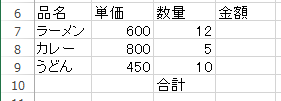 6 品名 単価 数量 金額
7 ラーメン 600 12
8 カレー 800 5
9 うどん 450 10
10 合計